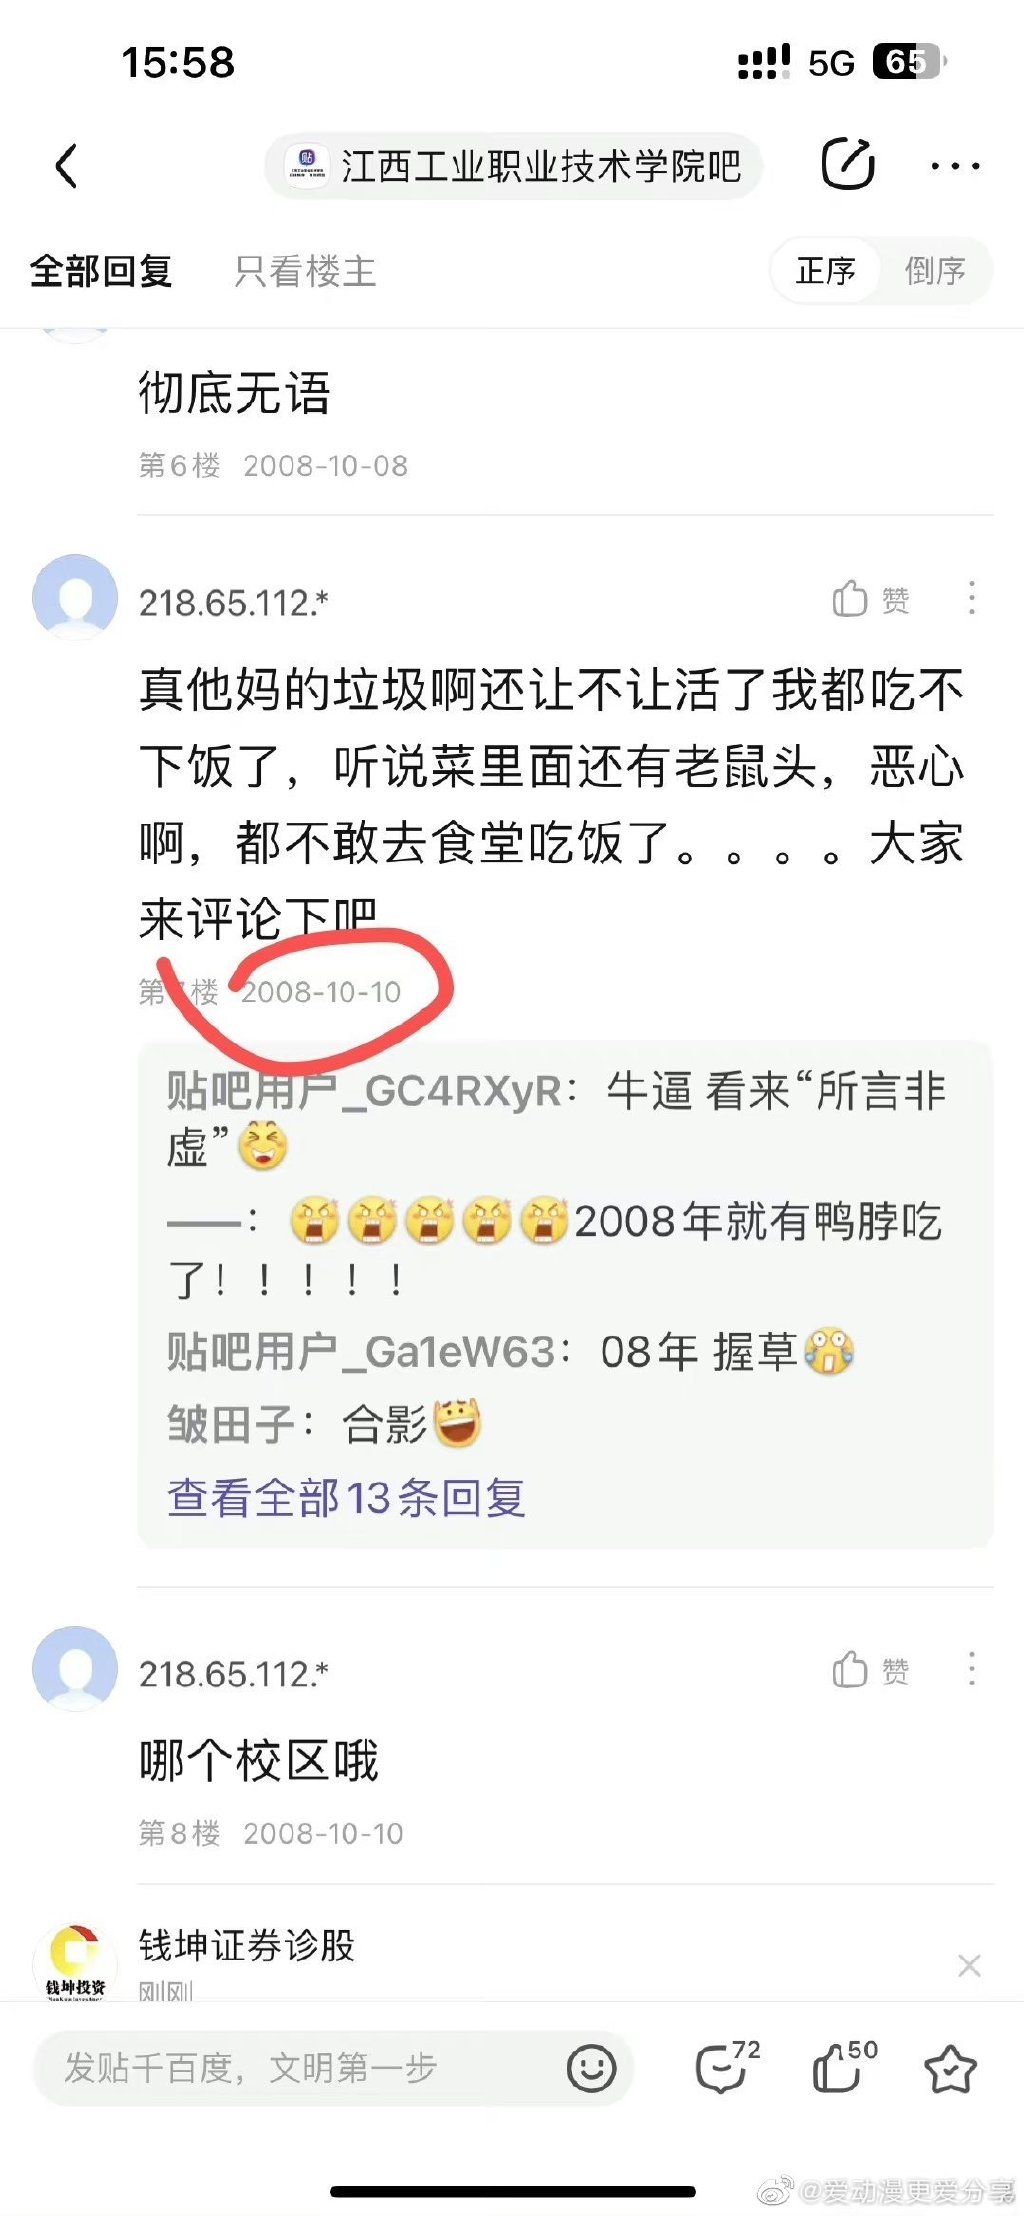 15:58
5G 65
江西工业职业技术学院吧
全部回复 只看楼主 正序 倒序
彻底无语
第6楼 2008-10-08
218.65.112.* 赞
真他妈的垃圾啊还让不让活了我都吃不
下饭了，听说菜里面还有老鼠头，恶心
啊，都不敢去食堂吃饭了。。。。大家
来评论下吧
第7楼 2008-10-10
贴吧用户_GC4RXyR：牛逼 看来“所言非
虚”
——：2008年就有鸭脖吃
了！！！！！
贴吧用户_Ga1eW63：08年 握草
皱田子：合影
查看全部13条回复
218.65.112.* 赞
哪个校区哦
第8楼 2008-10-10
钱坤证券诊股
钱坤投资
刚刚
发贴千百度，文明第一步 72 50
@爱动漫更爱分享